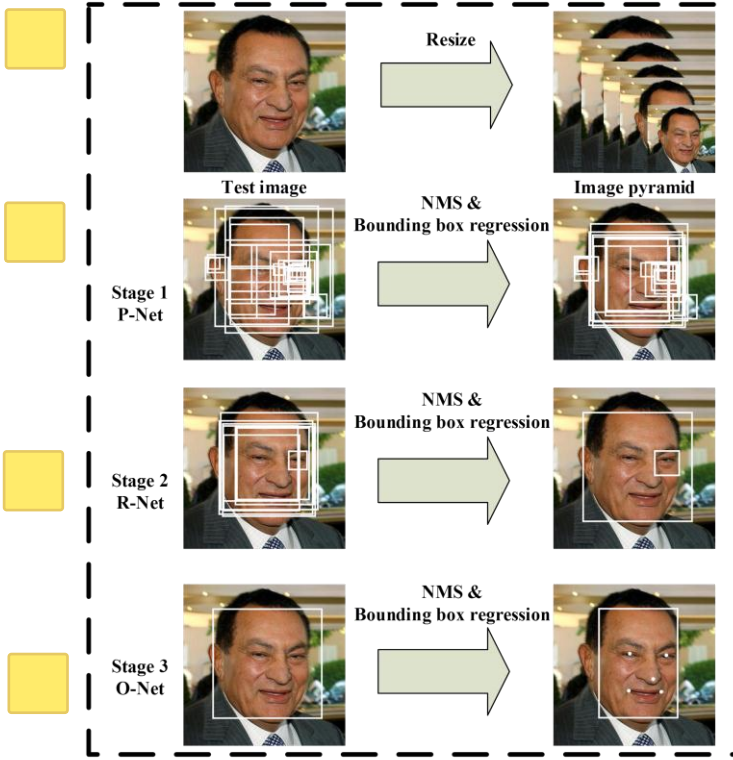 Resize
Test image
Image pyramid
NMS &
Bounding box regression
Stage 1
P-Net
NMS &
Bounding box regression
Stage 2
R-Net
NMS &
Bounding box regression
Stage 3
O-Net